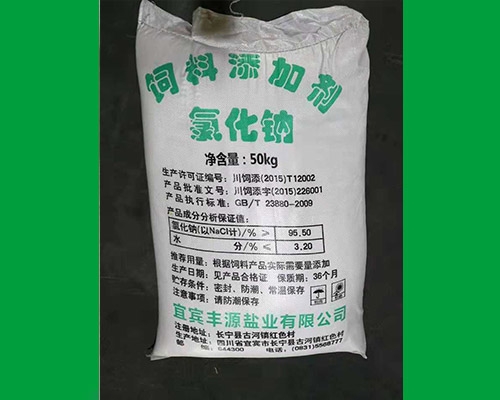 饲料添加剂
氯化钠
净含量:50kg
生产许可证编号:川饲添(2015)T12002
产品批准文号:川饲添字(2015)226001
产品执行标准:GB/T 23880-2009
产品成分分析保证值:
氯化钠(以NaCl计)/% ≥ 95.50
水 分/% ≤ 3.20
推荐用量:根据饲料产品实际需要量添加
生产日期:见产品合格证 保质期:36个月
贮存条件:密封、防潮、常温保存
注意事项:请防潮保存
宜宾丰源盐业有限公司
注册地址:长宁县古河镇红色村
生产地址:四川省宜宾市长宁县古河镇红色村
邮 编:644300 电话:(0831)5568777